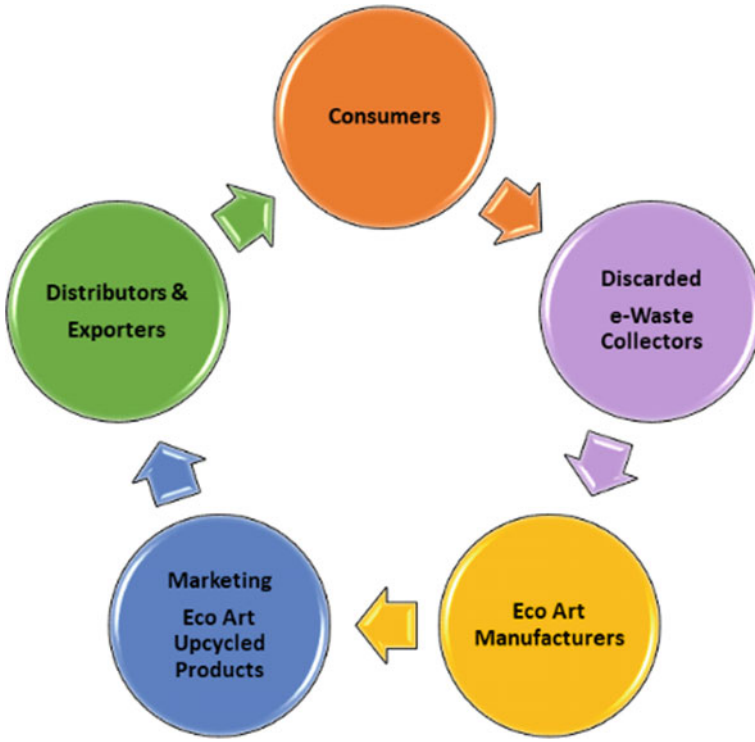 Consumers
Discarded
e-Waste
Collectors
Eco Art
Manufacturers
Marketing
Eco Art
Upcycled
Products
Distributors &
Exporters